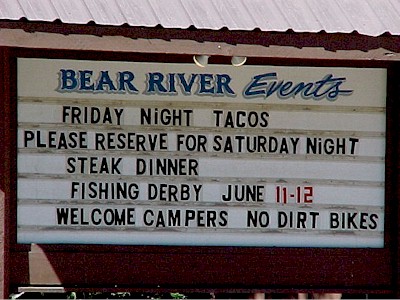 BEAR RIVER Events
FRIDAY NiGHT TACOS
PLEASE RESERVE FOR SATURDAY NiGHT
STEAK DINNER
FISHING DERBY JUNE 11-12
WELCOME CAMPERS NO DIRT BIKES